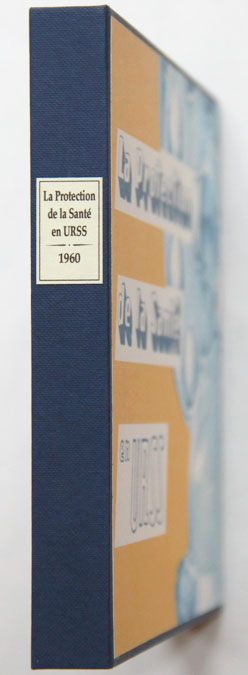 La Protection
de la Santé
en URSS
1960
La Protection
de la Santé
en
URSS